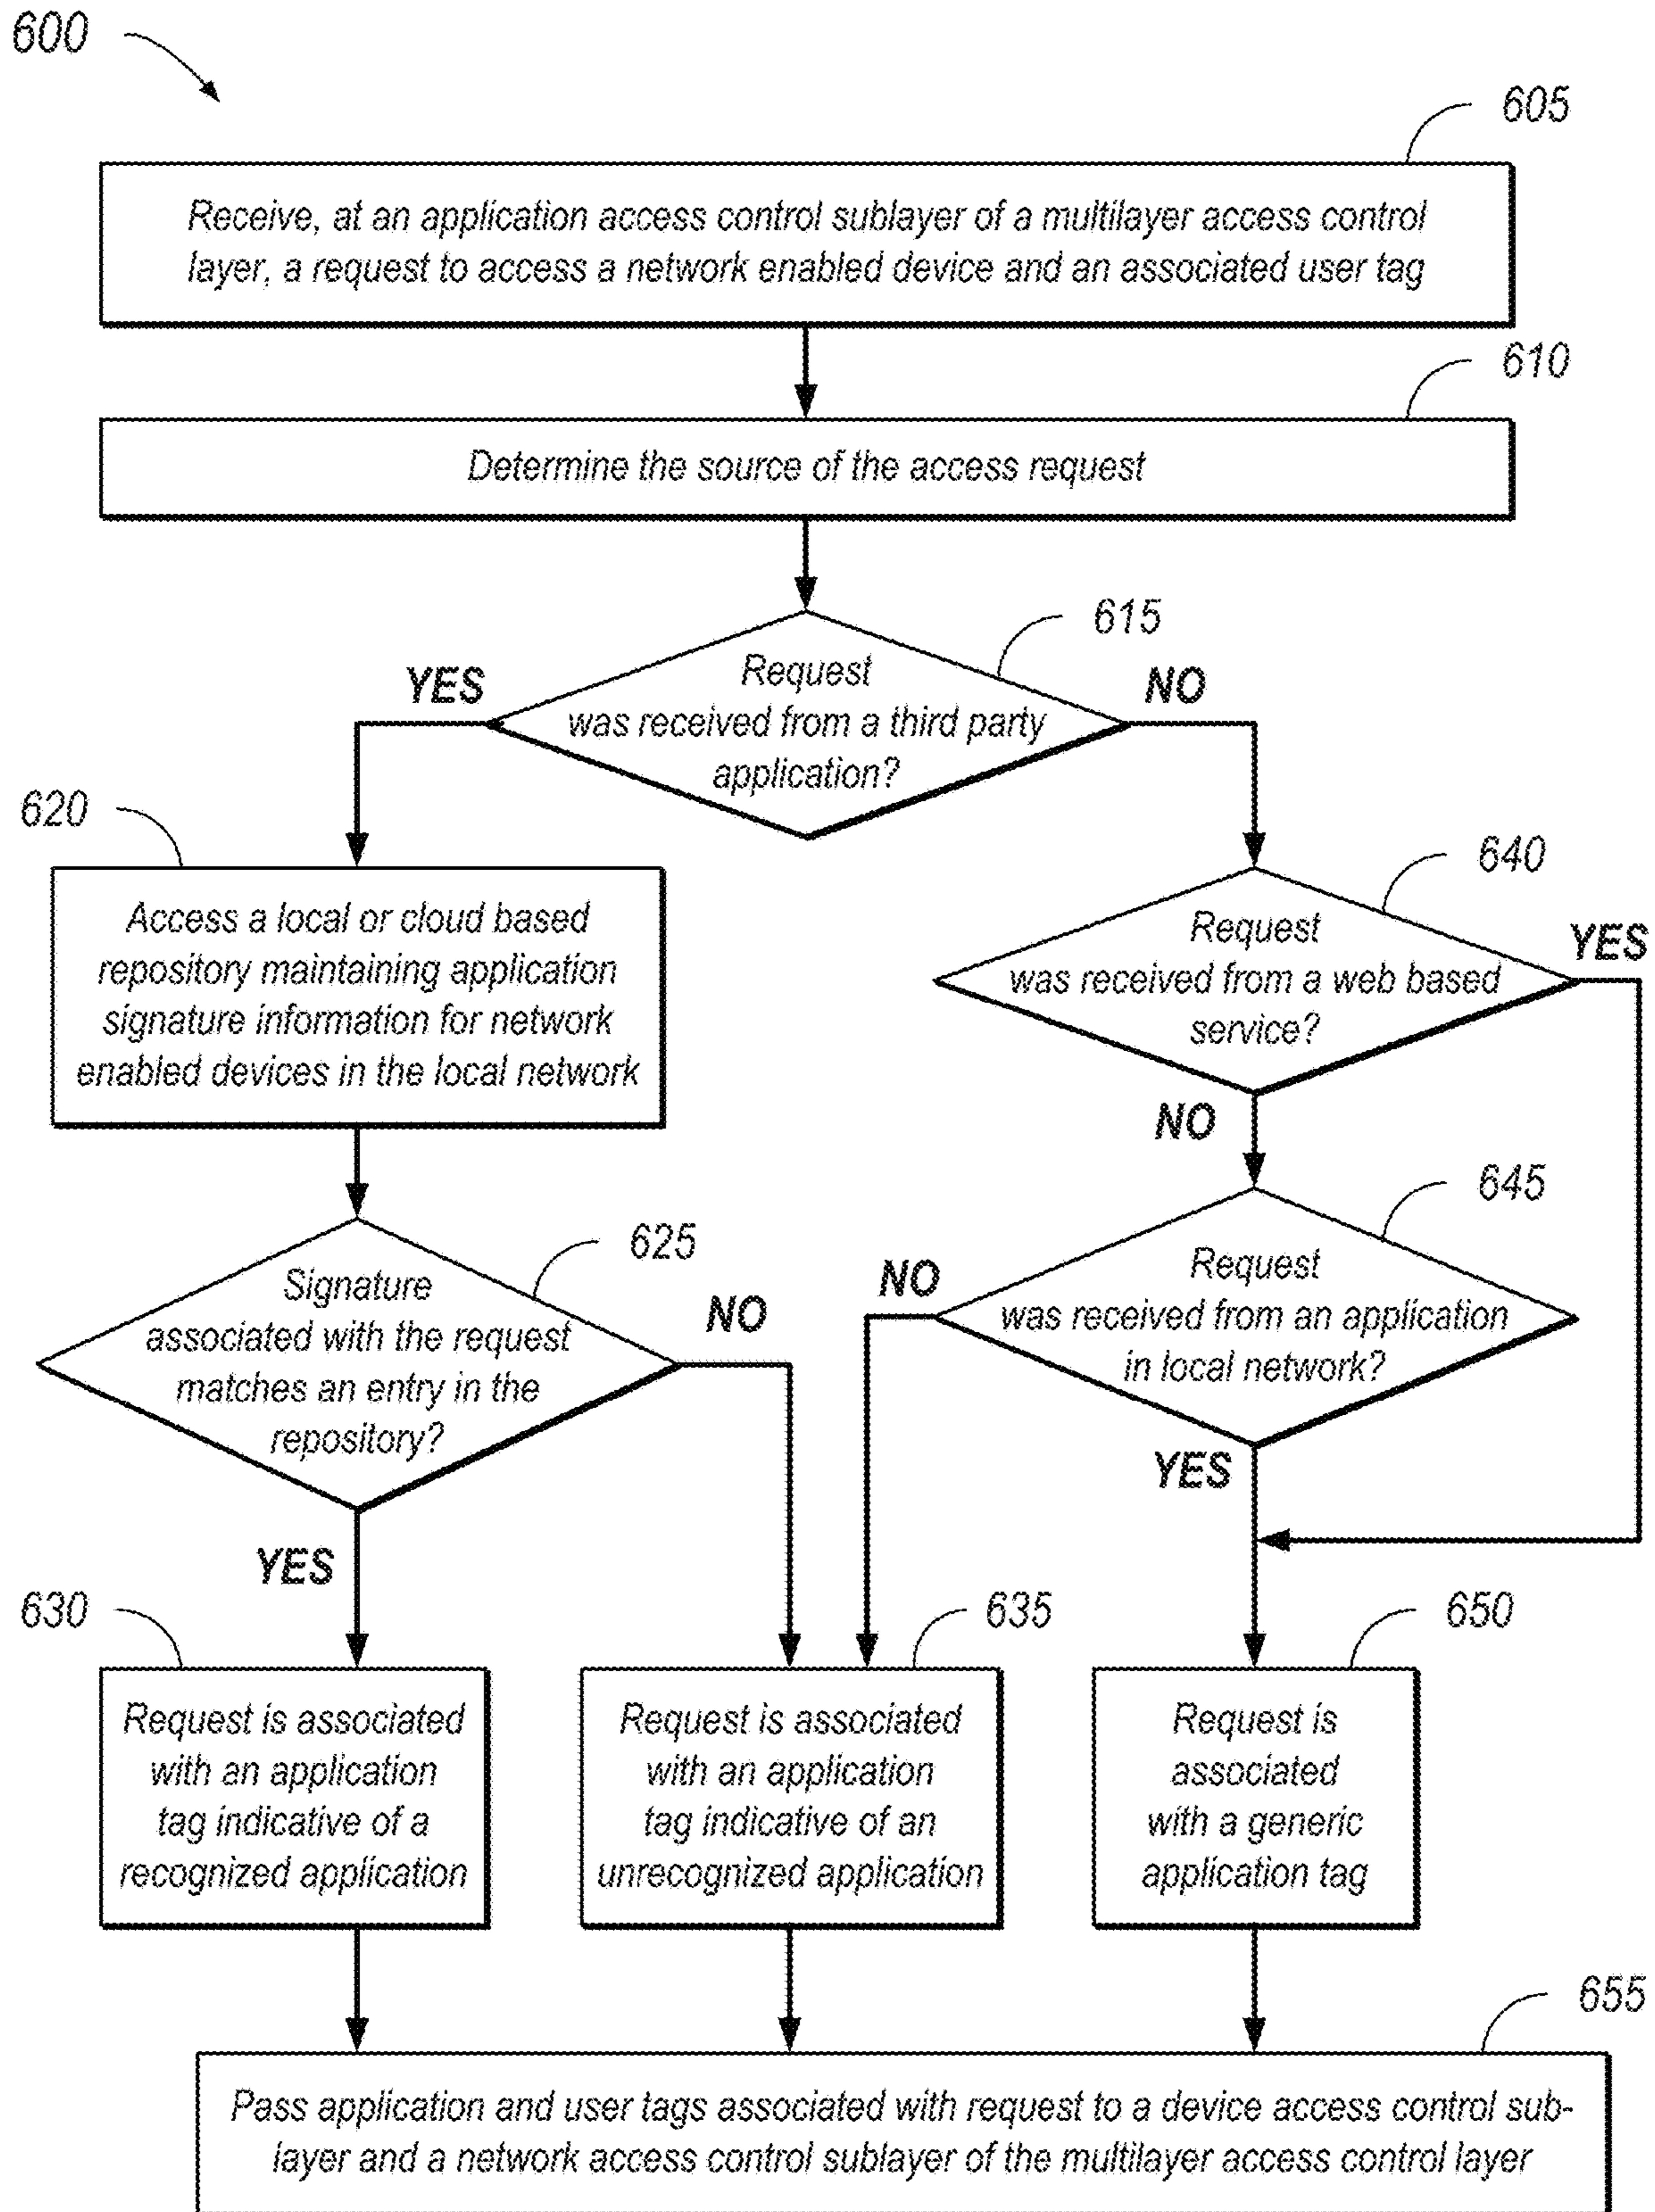 600
605
Receive, at an application access control sublayer of a multilayer access control
layer, a request to access a network enabled device and an associated user tag
610
Determine the source of the access request
615
YES
Request
was received from a third party
application?
NO
620
Access a local or cloud based
repository maintaining application
signature information for network
enabled devices in the local network
640
Request
was received from a web based
service?
YES
NO
625
Signature
associated with the request
matches an entry in the
repository?
NO
YES
645
NO
Request
was received from an application
in local network?
YES
630
Request is associated
with an application
tag indicative of a
recognized application
635
Request is associated
with an application
tag indicative of an
unrecognized application
650
Request is
associated
with a generic
application tag
655
Pass application and user tags associated with request to a device access control sub-
layer and a network access control sublayer of the multilayer access control layer